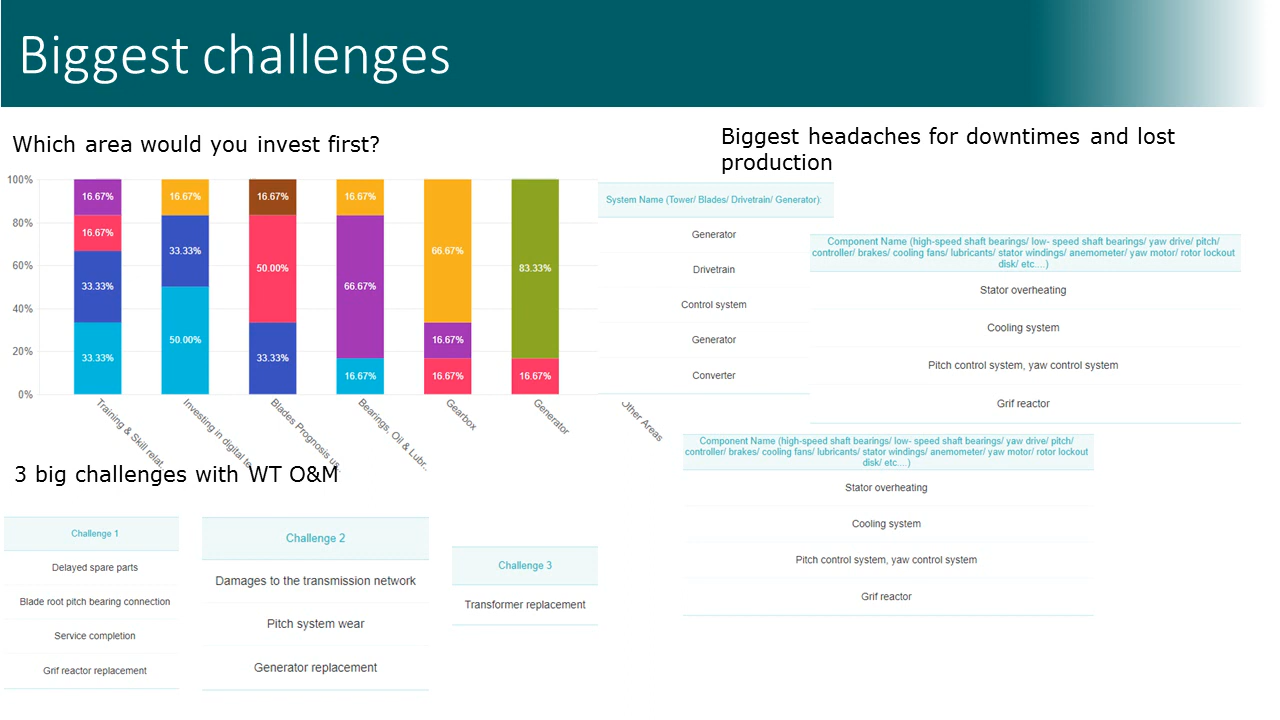 Biggest challenges
Which area would you invest first?
100%
80%
60%
40%
20%
0%
16.67%
16.67%
33.33%
33.33%
16.67%
33.33%
50.00%
16.67%
50.00%
33.33%
16.67%
66.67%
16.67%
66.67%
16.67%
16.67%
83.33%
16.67%
Training & Skill relat..
Investing in digital te
Blades Prognosis us..
Bearings, Oil & Lubr..
Gearbox
Generator
Other Areas
Biggest headaches for downtimes and lost
production
System Name (Tower/ Blades/ Drivetrain/ Generator):
Generator
Drivetrain
Control system
Generator
Converter
Component Name (high-speed shaft bearings/ low- speed shaft bearings/ yaw drive/ pitch/
controller/ brakes/ cooling fans/ lubricants/ stator windings/ anemometer/ yaw motor/ rotor lockout
disk/ etc....)
Stator overheating
Cooling system
Pitch control system, yaw control system
Grif reactor
Component Name (high-speed shaft bearings/ low- speed shaft bearings/ yaw drive/ pitch/
controller/ brakes/ cooling fans/ lubricants/ stator windings/ anemometer/ yaw motor/ rotor lockout
disk/ etc....)
Stator overheating
Cooling system
Pitch control system, yaw control system
Grif reactor
3 big challenges with WT O&M
Challenge 1
Delayed spare parts
Blade root pitch bearing connection
Service completion
Grif reactor replacement
Challenge 2
Damages to the transmission network
Pitch system wear
Generator replacement
Challenge 3
Transformer replacement